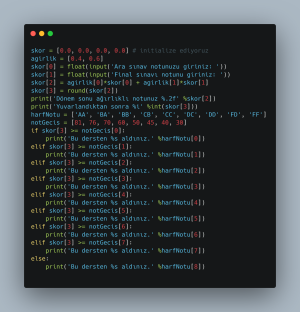 skor = [0.0, 0.0, 0.0, 0.0] # initialize ediyoruz
agirlik = [0.4, 0.6]
skor[0] = float(input('Ara sınav notunuzu giriniz: '))
skor[1] = float(input('Final sınavı notunu giriniz: '))
skor[2] = agirlik[0]*skor[0] + agirlik[1]*skor[1]
skor[3] = round(skor[2])
print('Dönem sonu ağırlıklı notunuz %.2f' %skor[2])
print('Yuvarlandıktan sonra %i' %int(skor[3]))
harfNotu = ['AA', 'BA', 'BB', 'CB', 'CC', 'DC', 'DD', 'FD', 'FF']
notGecis = [81, 76, 70, 60, 50, 45, 40, 30]
if skor[3] >= notGecis[0]:
    print('Bu dersten %s aldınız.' %harfNotu[0])
elif skor[3] >= notGecis[1]:
    print('Bu dersten %s aldınız.' %harfNotu[1])
elif skor[3] >= notGecis[2]:
    print('Bu dersten %s aldınız.' %harfNotu[2])
elif skor[3] >= notGecis[3]:
    print('Bu dersten %s aldınız.' %harfNotu[3])
elif skor[3] >= notGecis[4]:
    print('Bu dersten %s aldınız.' %harfNotu[4])
elif skor[3] >= notGecis[5]:
    print('Bu dersten %s aldınız.' %harfNotu[5])
elif skor[3] >= notGecis[6]:
    print('Bu dersten %s aldınız.' %harfNotu[6])
elif skor[3] >= notGecis[7]:
    print('Bu dersten %s aldınız.' %harfNotu[7])
else:
    print('Bu dersten %s aldınız.' %harfNotu[8])